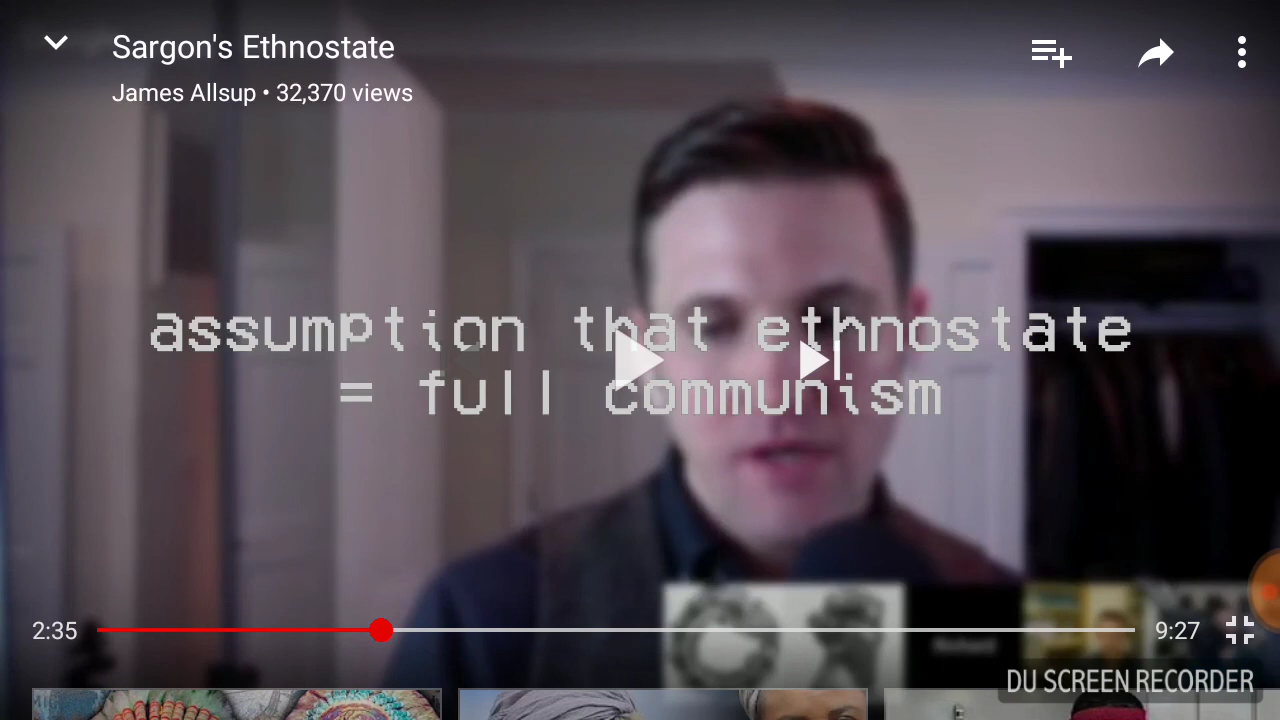 Sargon's Ethnostate
James Allsup • 32,370 views
assumption that ethnostate
= full communism
2:35
9:27
DU SCREEN RECORDER